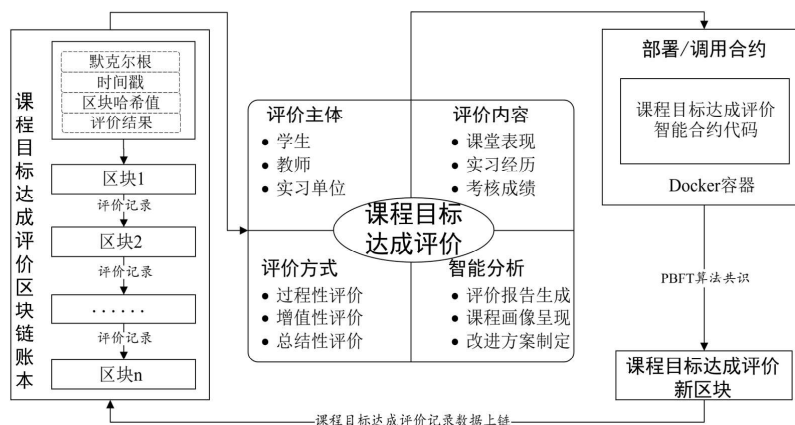 课程目标达成评价区块链账本
默克尔根
时间戳
区块哈希值
评价结果
区块1
评价记录
区块2
评价记录
······
评价记录
区块n
评价主体
● 学生
● 教师
● 实习单位
评价内容
● 课堂表现
● 实习经历
● 考核成绩
课程目标
达成评价
评价方式
● 过程性评价
● 增值性评价
● 总结性评价
智能分析
● 评价报告生成
● 课程画像呈现
● 改进方案制定
部署/调用合约
课程目标达成评价
智能合约代码
Docker容器
PBFT算法共识
课程目标达成评价
新区块
课程目标达成评价记录数据上链